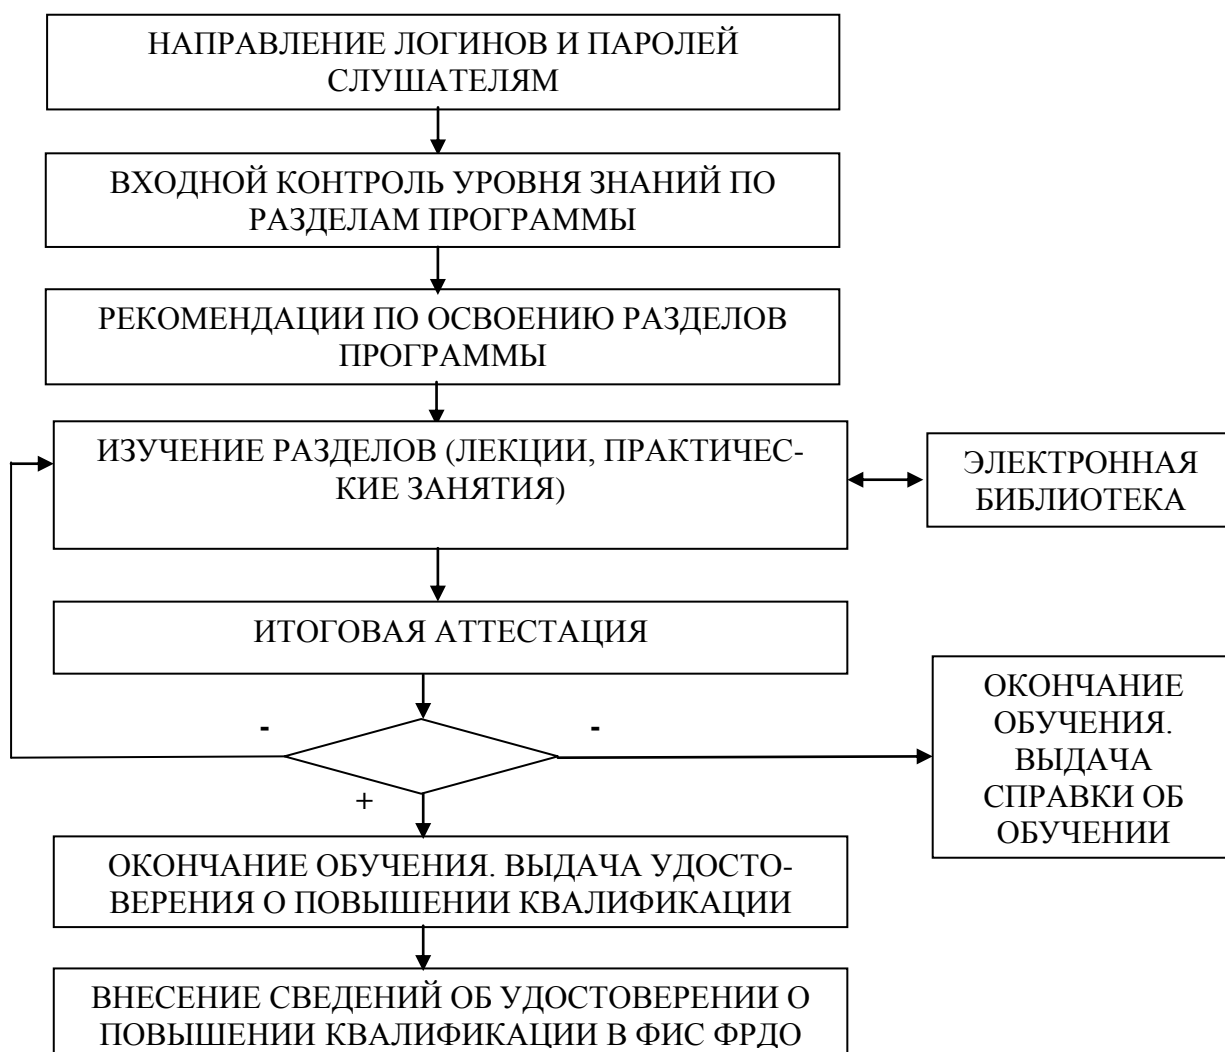 НАПРАВЛЕНИЕ ЛОГИНОВ И ПАРОЛЕЙ
СЛУШАТЕЛЯМ
ВХОДНОЙ КОНТРОЛЬ УРОВНЯ ЗНАНИЙ ПО
РАЗДЕЛАМ ПРОГРАММЫ
РЕКОМЕНДАЦИИ ПО ОСВОЕНИЮ РАЗДЕЛОВ
ПРОГРАММЫ
ИЗУЧЕНИЕ РАЗДЕЛОВ (ЛЕКЦИИ, ПРАКТИЧЕС-
КИЕ ЗАНЯТИЯ)
ЭЛЕКТРОННАЯ
БИБЛИОТЕКА
ИТОГОВАЯ АТТЕСТАЦИЯ
-
-
+
ОКОНЧАНИЕ
ОБУЧЕНИЯ.
ВЫДАЧА
СПРАВКИ ОБ
ОБУЧЕНИИ
ОКОНЧАНИЕ ОБУЧЕНИЯ. ВЫДАЧА УДОСТО-
ВЕРЕНИЯ О ПОВЫШЕНИИ КВАЛИФИКАЦИИ
ВНЕСЕНИЕ СВЕДЕНИЙ ОБ УДОСТОВЕРЕНИИ О
ПОВЫШЕНИИ КВАЛИФИКАЦИИ В ФИС ФРДО